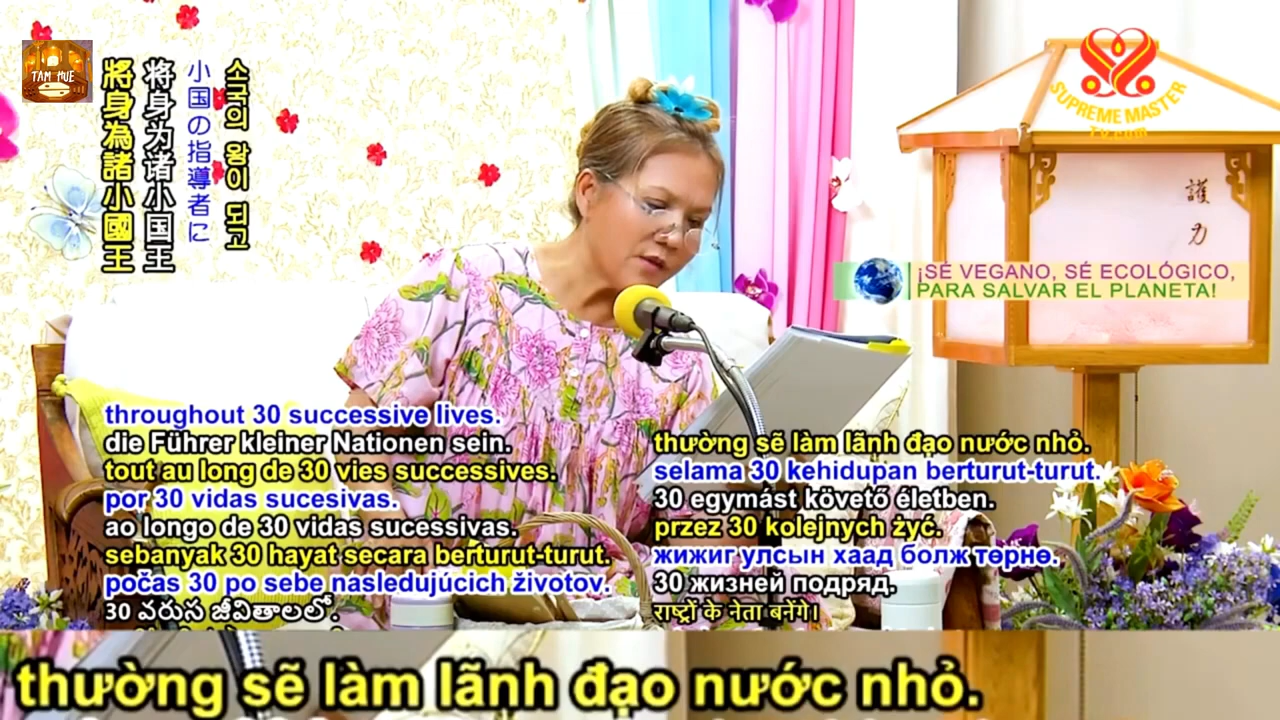 TÂM HUỆ
將身為諸小國王
将身为诸小国王
小国の指導者に
소국의 왕이 되고
SUPREME MASTER
TV.com
護力
¡SÉ VEGANO, SÉ ECOLÓGICO,
PARA SALVAR EL PLANETA!
throughout 30 successive lives.
die Führer kleiner Nationen sein.
tout au long de 30 vies successives.
por 30 vidas sucesivas.
ao longo de 30 vidas sucessivas.
sebanyak 30 hayat secara berturut-turut.
počas 30 po sebe nasledujúcich životov.
30 వరుస జీవితాలలో.
thường sẽ làm lãnh đạo nước nhỏ.
selama 30 kehidupan berturut-turut.
30 egymást követő életben.
przez 30 kolejnych żyć.
жижиг улсын хаад болж төрнө.
30 жизней подряд.
राष्ट्रों के नेता बनेंगे।
thường sẽ làm lãnh đạo nước nhỏ.